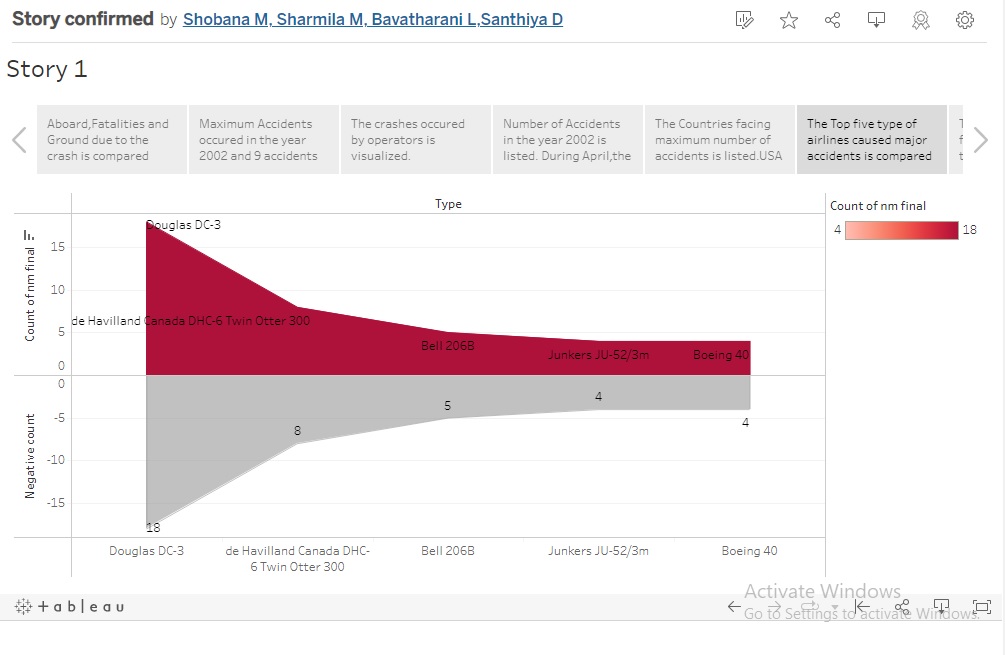 Story confirmed by Shobana M, Sharmila M, Bavatharani L,Santhiya D
Story 1
Aboard,Fatalities and
Ground due to the
crash is compared
Maximum Accidents
occured in the year
2002 and 9 accidents
The crashes occured
by operators is
visualized.
Number of Accidents
in the year 2002 is
listed. During April,the
The Countries facing
maximum number of
accidents is listed.USA
The Top five type of
airlines caused major
accidents is compared
Type
Count of nm final
4 18
Count of nm final
15
10
5
0
Douglas DC-3
de Havilland Canada DHC-6 Twin Otter 300
Bell 206B
Junkers JU-52/3m
Boeing 40
Negative count
0
-5
-10
-15
18
8
5
4
4
Douglas DC-3
de Havilland Canada DHC-
6 Twin Otter 300
Bell 206B
Junkers JU-52/3m
Boeing 40
+ableau
Activate Windows
Go to Settings to activate Windows.